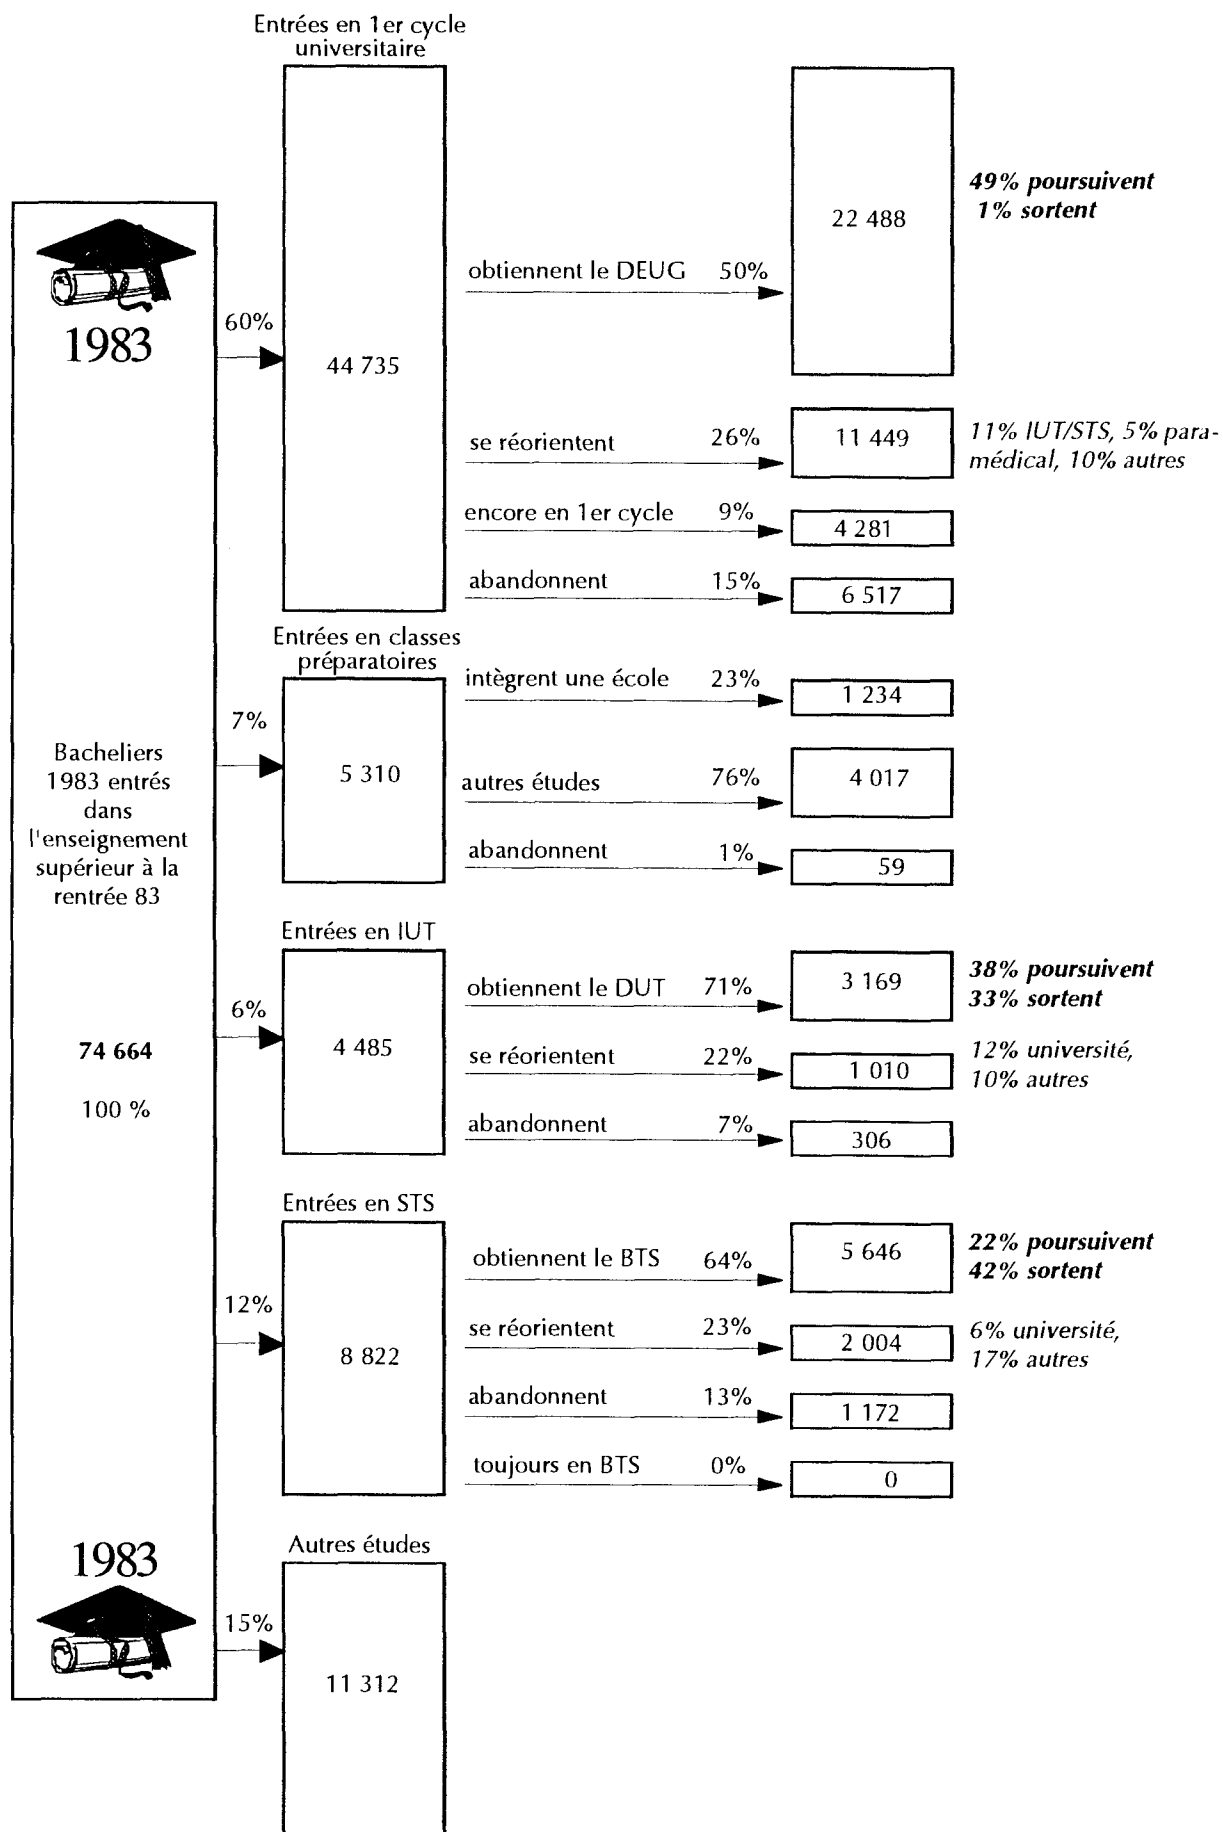 Entrées en 1er cycle
universitaire
44 735
60%
obtiennent le DEUG 50%
22 488
49% poursuivent
1% sortent
se réorientent 26%
11 449
11% IUT/STS, 5% para-
médical, 10% autres
encore en 1er cycle 9%
4 281
abandonnent 15%
6 517
1983
Bacheliers
1983 entrés
dans
l'enseignement
supérieur à la
rentrée 83
74 664
100 %
1983
Entrées en classes
préparatoires
7%
5 310
intègrent une école 23%
1 234
autres études 76%
4 017
abandonnent 1%
59
Entrées en IUT
6%
4 485
obtiennent le DUT 71%
3 169
38% poursuivent
33% sortent
se réorientent 22%
1 010
12% université,
10% autres
abandonnent 7%
306
Entrées en STS
12%
8 822
obtiennent le BTS 64%
5 646
22% poursuivent
42% sortent
se réorientent 23%
2 004
6% université,
17% autres
abandonnent 13%
1 172
toujours en BTS 0%
0
Autres études
15%
11 312